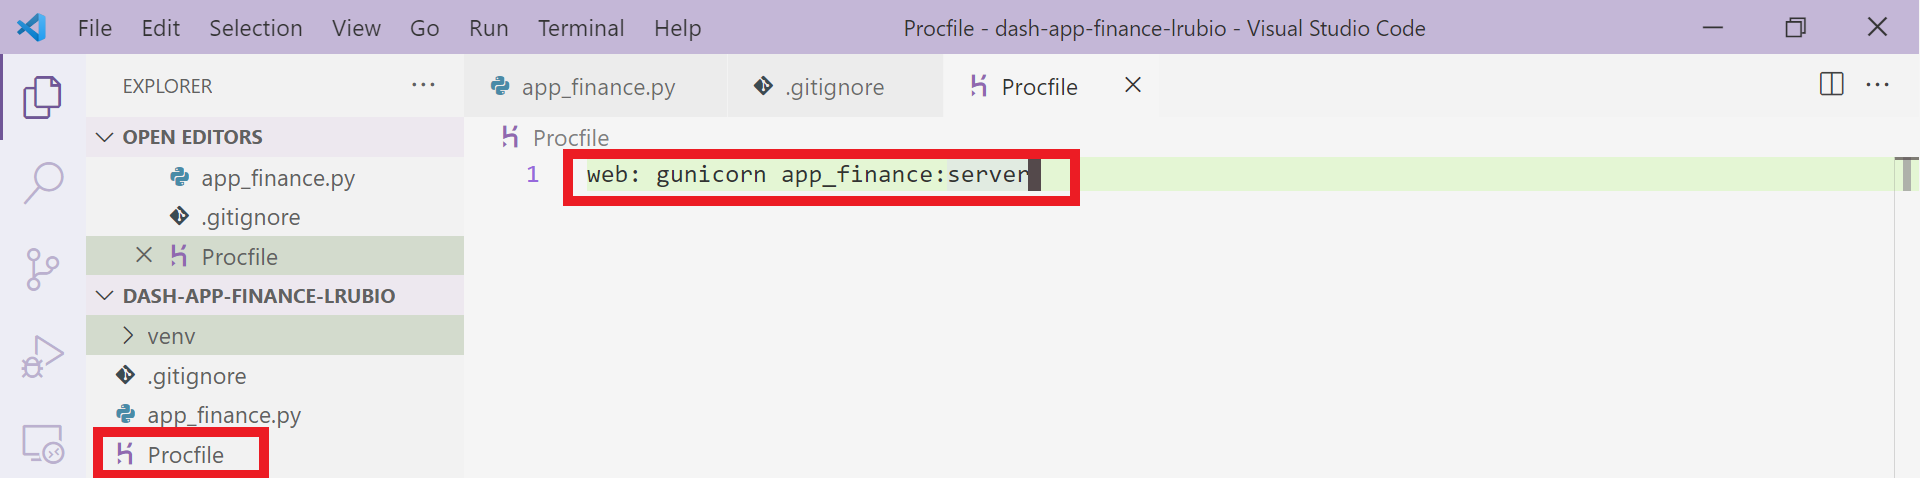 File Edit Selection View Go Run Terminal Help Procfile - dash-app-finance-lrubio - Visual Studio Code
EXPLORER
OPEN EDITORS
app_finance.py
.gitignore
Procfile
DASH-APP-FINANCE-LRUBIO
venv
.gitignore
app_finance.py
Procfile
app_finance.py .gitignore Procfile
Procfile
1 web: gunicorn app_finance:server